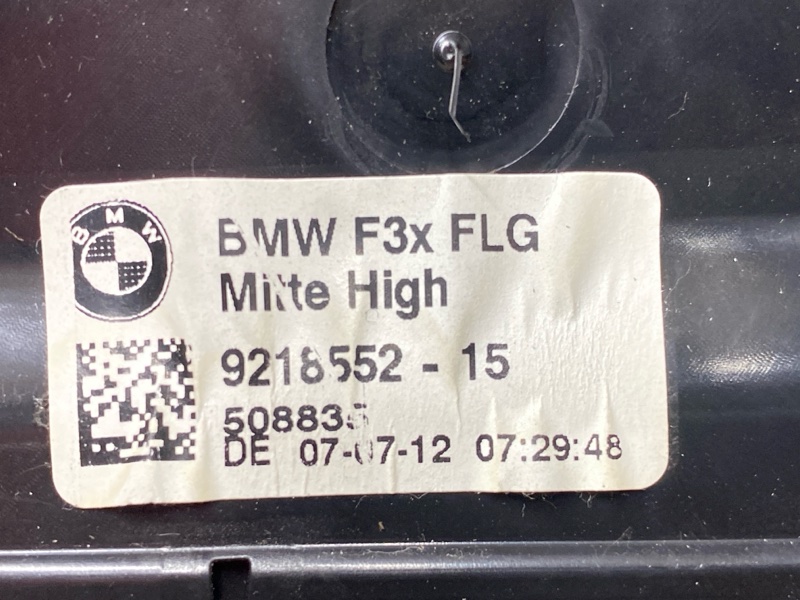 BMW
BMW F3x FLG
Mitte High
9218552 - 15
508835
DE 07-07-12 07:29:48